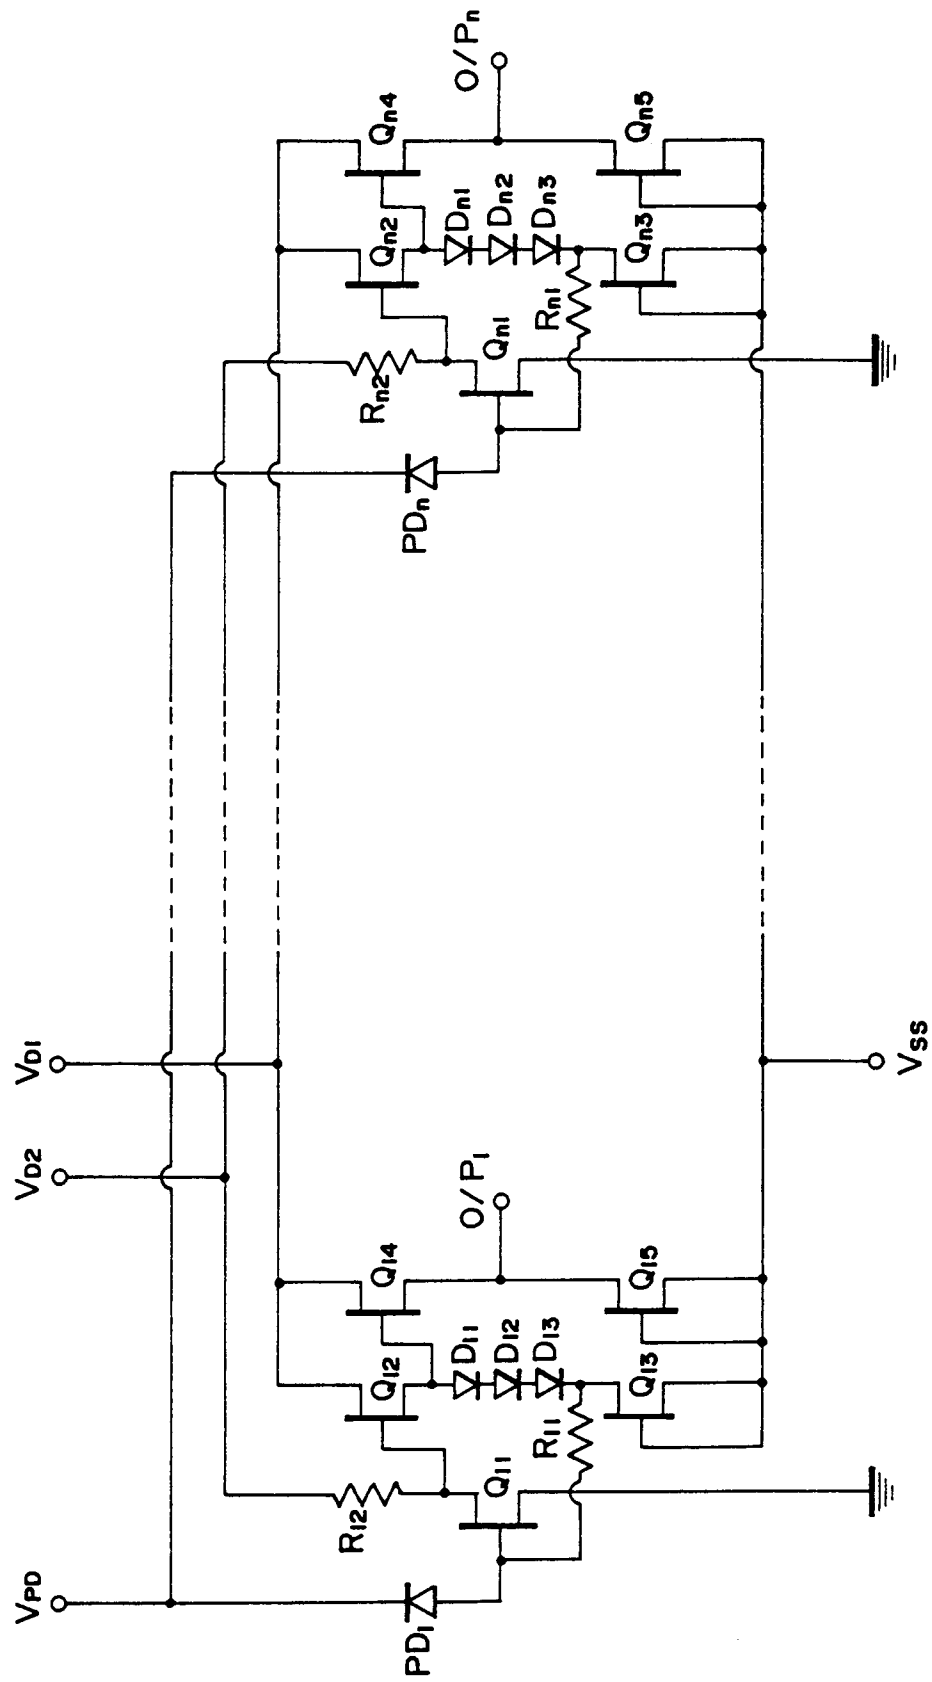 VPD
VD2
VD1
PD1
R12
Q11
Q12
Q14
D11
D12
D13
R11
Q13
Q15
O/P1
VSS
PDn
Rn2
Qn1
Qn2
Qn4
Dn1
Dn2
Dn3
Rn1
Qn3
Qn5
O/Pn